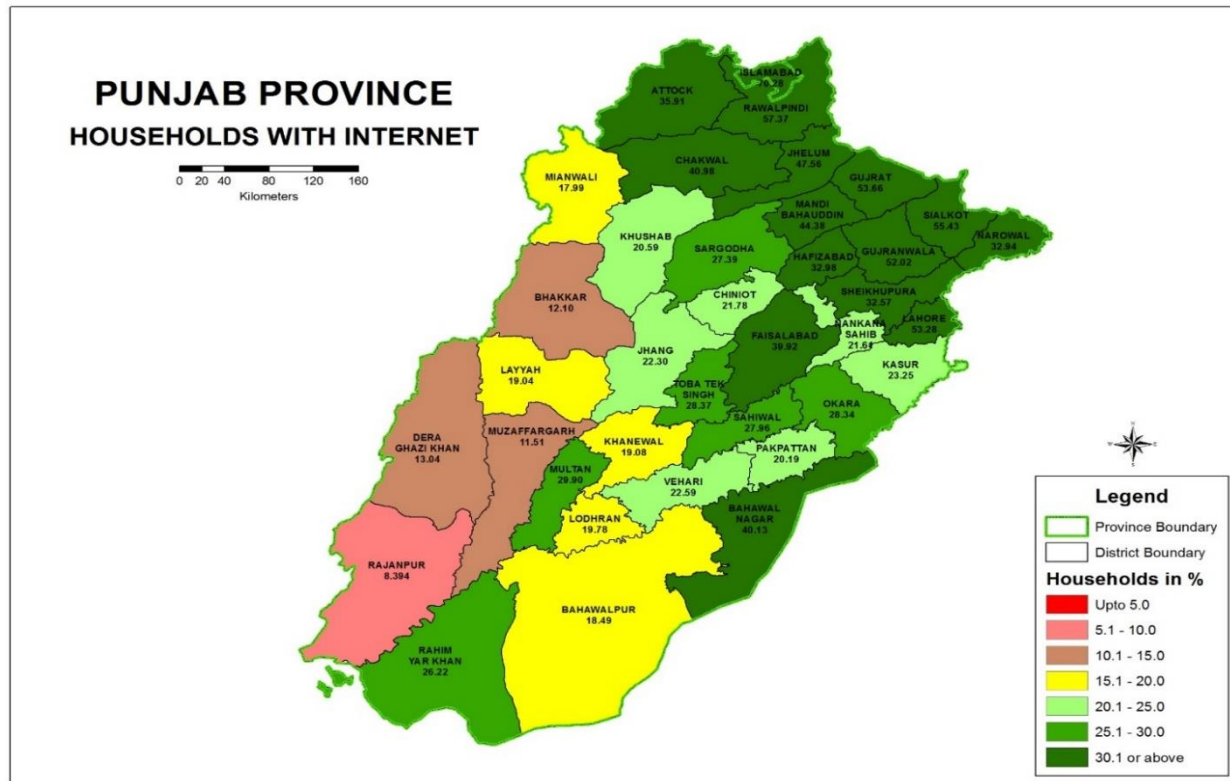 PUNJAB PROVINCE
HOUSEHOLDS WITH INTERNET
0 20 40 80 120 160
Kilometers
ISLAMABAD
76.28
ATTOCK
35.91
RAWALPINDI
57.37
CHAKWAL
40.98
JHELUM
47.56
GUJRAT
53.66
MIANWALI
17.99
MANDI
BAHAUDDIN
44.38
SIALKOT
55.43
NAROWAL
32.94
KHUSHAB
20.59
SARGODHA
27.39
HAFIZABAD
32.98
GUJRANWALA
52.02
BHAKKAR
12.10
CHINIOT
21.78
SHEIKHUPURA
32.57
LAHORE
53.28
NANKANA
SAHIB
FAISALABAD
39.92
JHANG
22.30
KASUR
23.25
LAYYAH
19.04
TOBA TEK
SINGH
28.37
OKARA
28.34
SAHIWAL
27.96
DERA
GHAZI KHAN
13.04
MUZAFFARGARH
11.51
KHANEWAL
19.08
PAKPATTAN
20.19
MULTAN
29.90
VEHARI
22.59
BAHAWAL
NAGAR
40.13
LODHRAN
19.78
RAJANPUR
8.394
BAHAWALPUR
18.49
RAHIM
YAR KHAN
26.22
N
Legend
Province Boundary
District Boundary
Households in %
Upto 5.0
5.1 - 10.0
10.1 - 15.0
15.1 - 20.0
20.1 - 25.0
25.1 - 30.0
30.1 or above